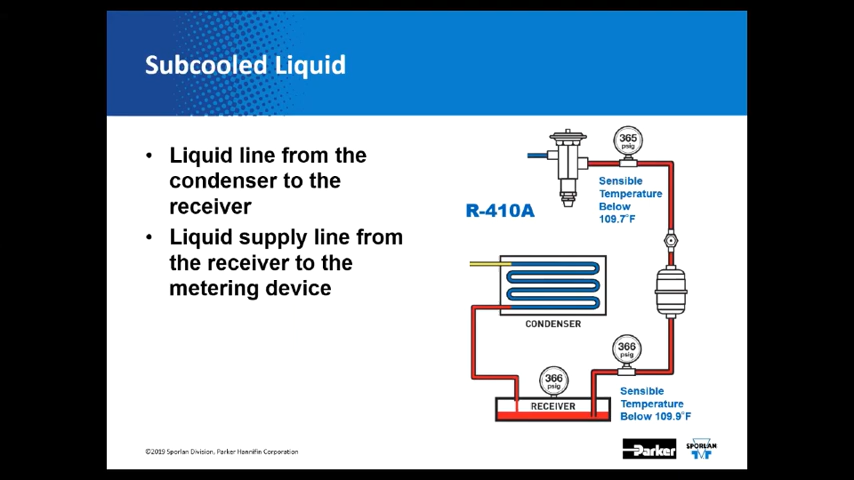 Subcooled Liquid
• Liquid line from the
condenser to the
receiver
• Liquid supply line from
the receiver to the
metering device
365
psig
Sensible
Temperature
Below
109.7°F
R-410A
CONDENSER
366
psig
366
psig
RECEIVER
Sensible
Temperature
Below 109.9°F
©2019 Sporlan Division, Parker Hannifin Corporation
Parker
SPORLAN